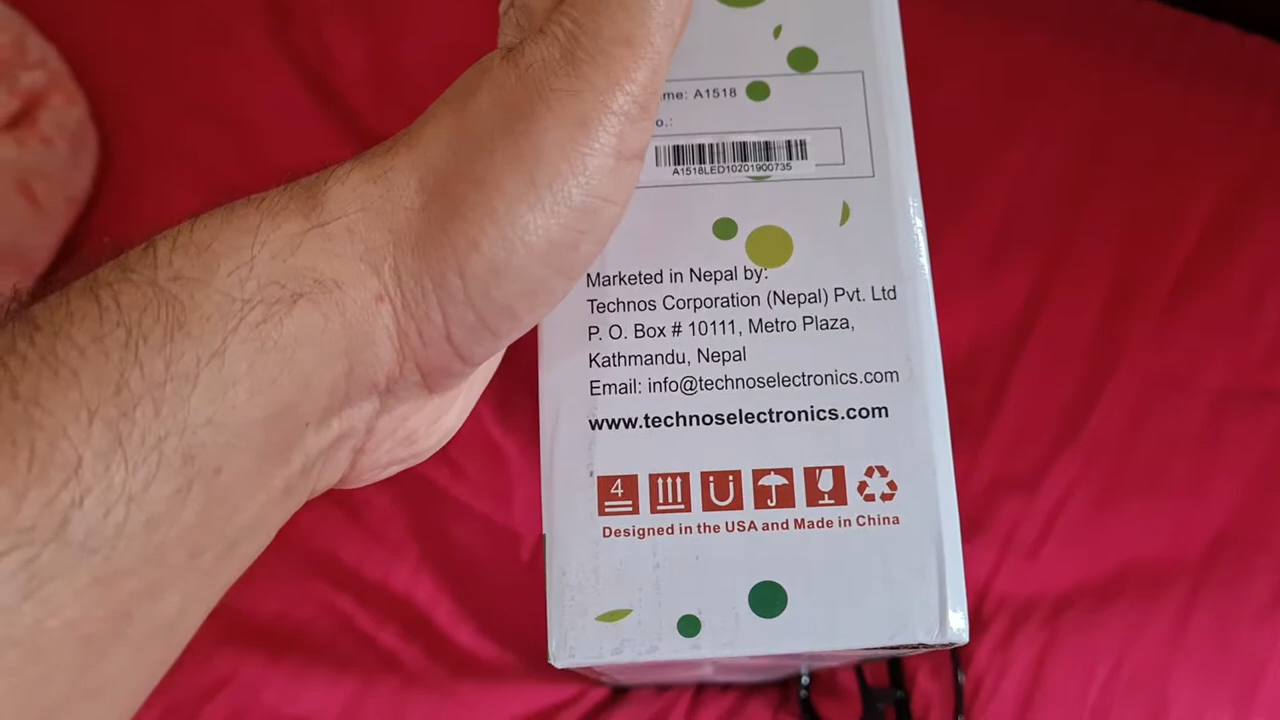 me: A1518
o.:
A1518LED10201900735
Marketed in Nepal by:
Technos Corporation (Nepal) Pvt. Ltd
P. O. Box # 10111, Metro Plaza,
Kathmandu, Nepal
Email: info@technoselectronics.com
www.technoselectronics.com
4
Designed in the USA and Made in China